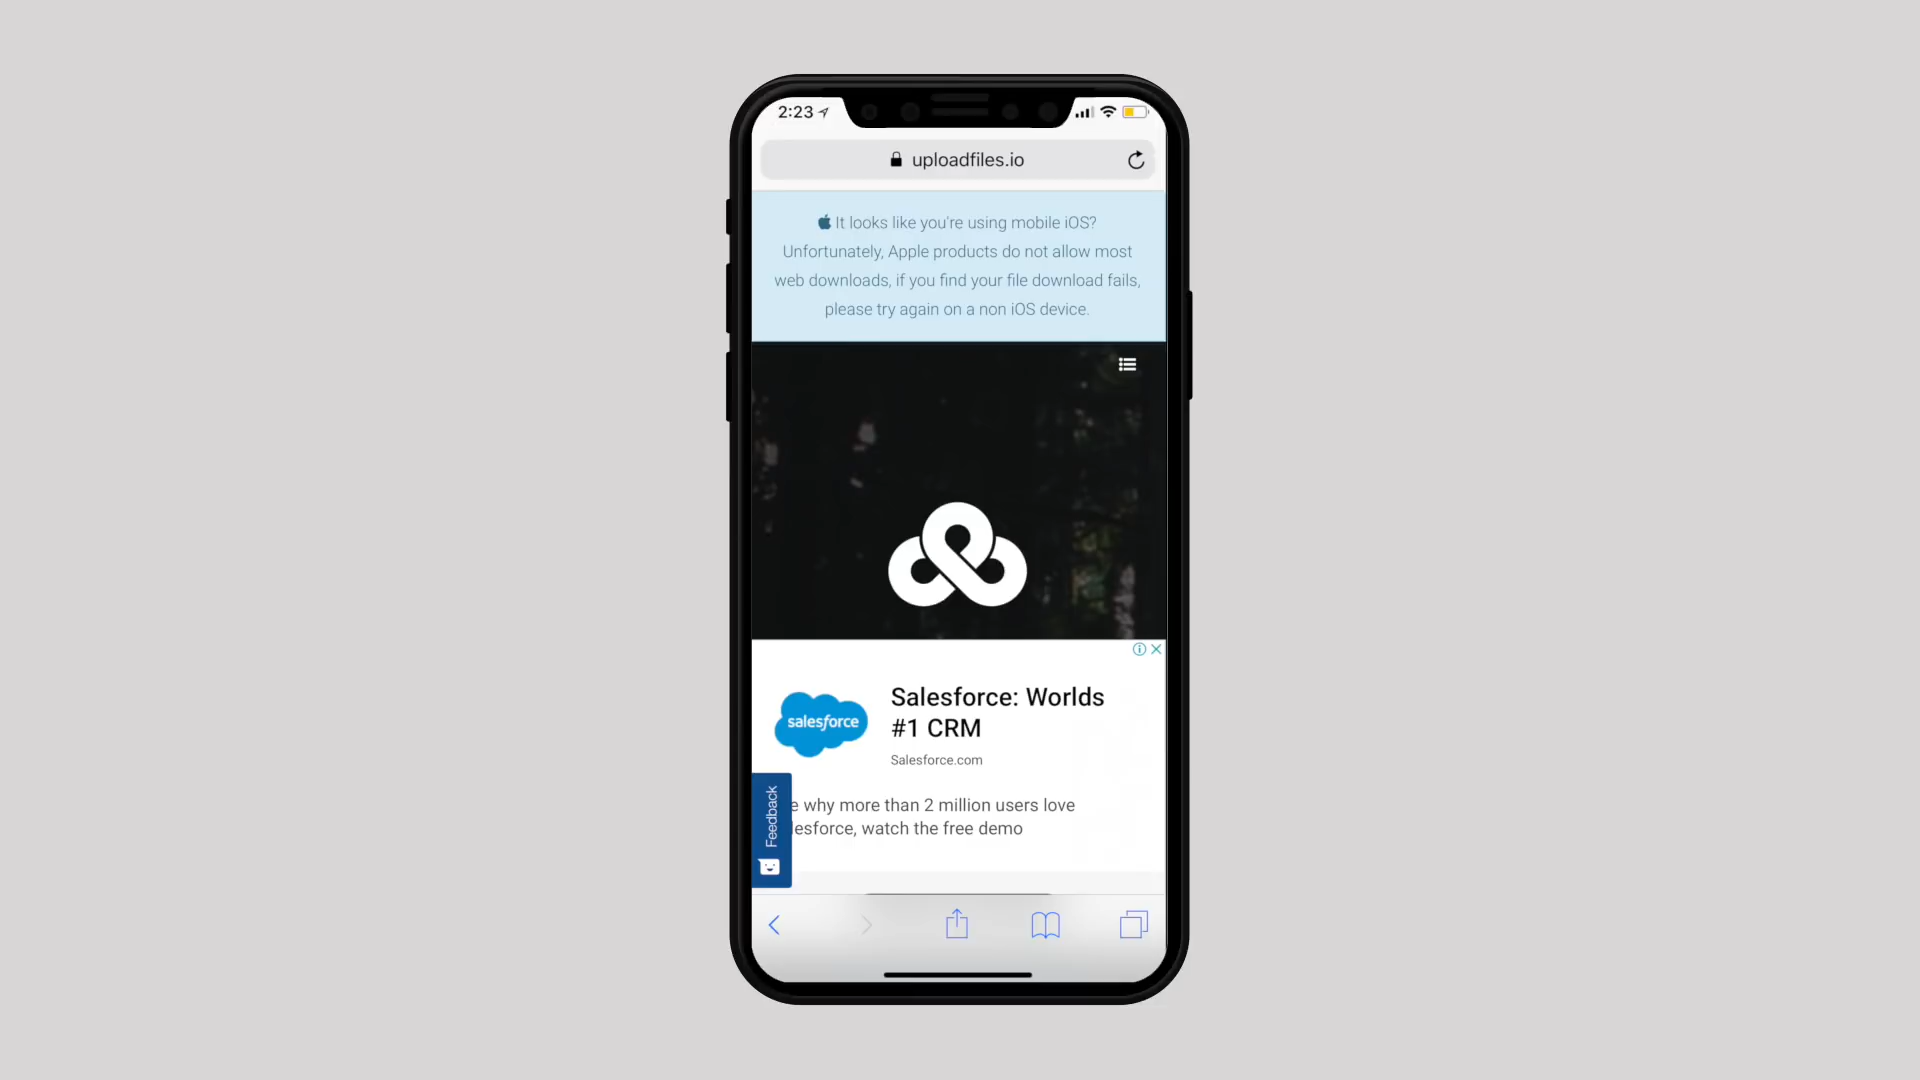 2:23
uploadfiles.io
It looks like you're using mobile iOS?
Unfortunately, Apple products do not allow most
web downloads, if you find your file download fails,
please try again on a non iOS device.
Salesforce: Worlds
#1 CRM
salesforce
Salesforce.com
e why more than 2 million users love
lesforce, watch the free demo
Feedback